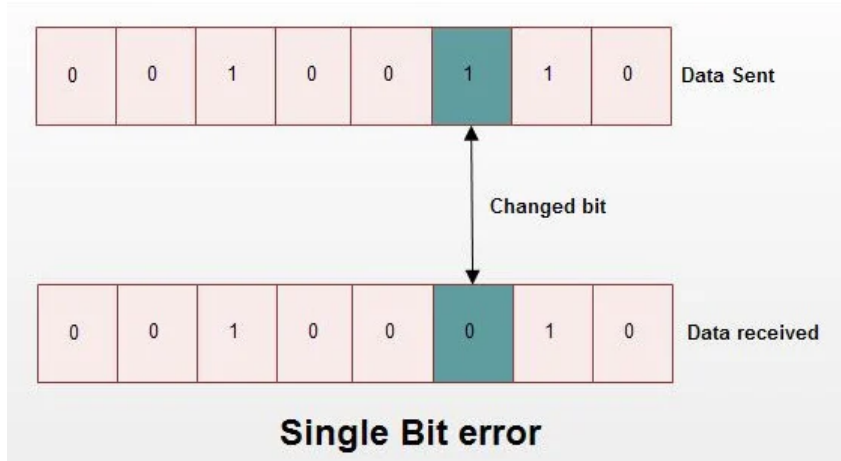 0 0 1 0 0 1 1 0 Data Sent
Changed bit
0 0 1 0 0 0 1 0 Data received
Single Bit error